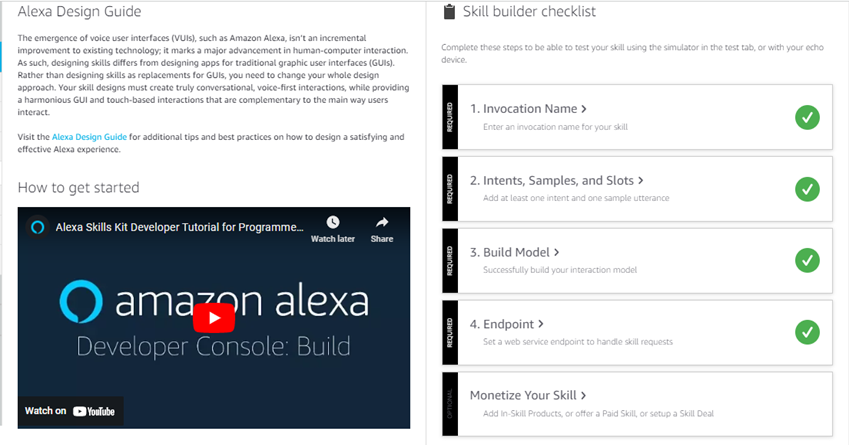 Alexa Design Guide
The emergence of voice user interfaces (VUIs), such as Amazon Alexa, isn't an incremental
improvement to existing technology; it marks a major advancement in human-computer interaction.
As such, designing skills differs from designing apps for traditional graphic user interfaces (GUIs).
Rather than designing skills as replacements for GUIs, you need to change your whole design
approach. Your skill designs must create truly conversational, voice-first interactions, while providing
a harmonious GUI and touch-based interactions that are complementary to the main way users
interact.
Visit the Alexa Design Guide for additional tips and best practices on how to design a satisfying and
effective Alexa experience.
How to get started
Alexa Skills Kit Developer Tutorial for Programme...
Watch later
Share
amazon alexa
Developer Console: Build
Watch on YouTube
Skill builder checklist
Complete these steps to be able to test your skill using the simulator in the test tab, or with your echo
device.
REQUIRED
1. Invocation Name >
Enter an invocation name for your skill
REQUIRED
2. Intents, Samples, and Slots >
Add at least one intent and one sample utterance
REQUIRED
3. Build Model >
Successfully build your interaction model
REQUIRED
4. Endpoint >
Set a web service endpoint to handle skill requests
OPTIONAL
Monetize Your Skill >
Add In-Skill Products, or offer a Paid Skill, or setup a Skill Deal